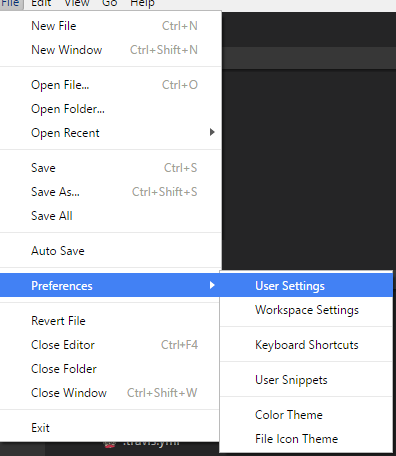 File Edit View Go Help
New File Ctrl+N
New Window Ctrl+Shift+N
Open File... Ctrl+O
Open Folder...
Open Recent
Save Ctrl+S
Save As... Ctrl+Shift+S
Save All
Auto Save
Preferences
User Settings
Workspace Settings
Keyboard Shortcuts
User Snippets
Color Theme
File Icon Theme
Revert File
Close Editor Ctrl+F4
Close Folder
Close Window Ctrl+Shift+W
Exit
.travis.yml